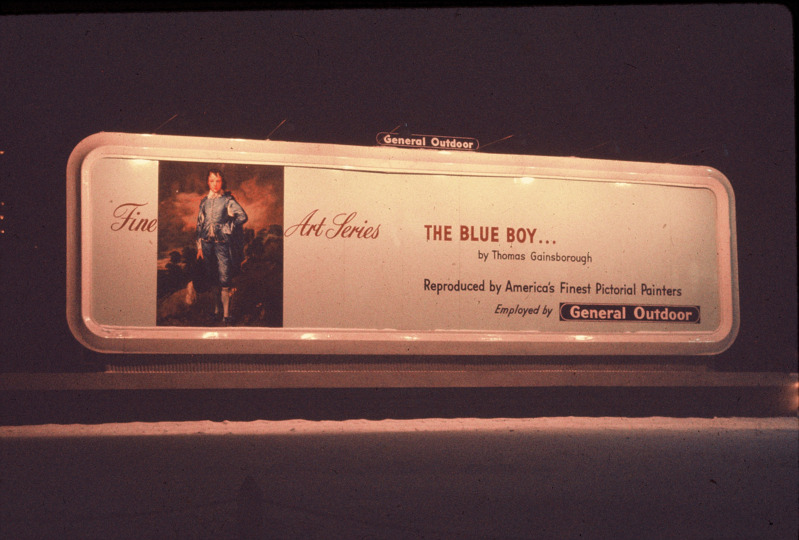 General Outdoor
Fine Art Series
THE BLUE BOY...
by Thomas Gainsborough
Reproduced by America's Finest Pictorial Painters
Employed by General Outdoor